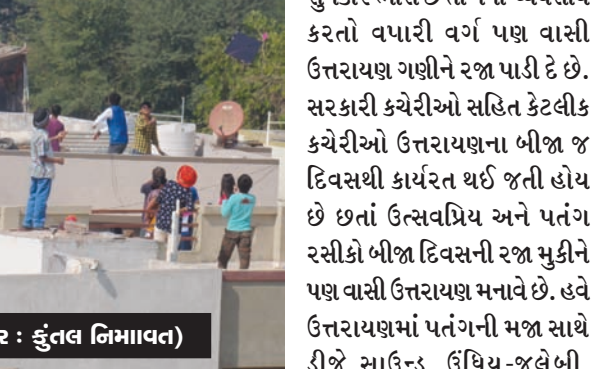 કરતો વપારી વર્ગ પણ વાસી
ઉત્તરાયણ ગણીને રજા પાડી દે છે.
સરકારી કચેરીઓ સહિત કેટલીક
કચેરીઓ ઉત્તરાયણના બીજા જ
દિવસથી કાર્યરત થઈ જતી હોય
છે છતાં ઉત્સવપ્રિય અને પતંગ
રસીકો બીજા દિવસની રજા મુકીને
પણ વાસી ઉત્તરાયણ મનાવે છે. હવે
ઉત્તરાયણમાં પતંગની મજા સાથે
ડીજે સાઉન્ડ, ઉંધિયુ-જલેબી,
ર : કુંતલ નિમાવત)